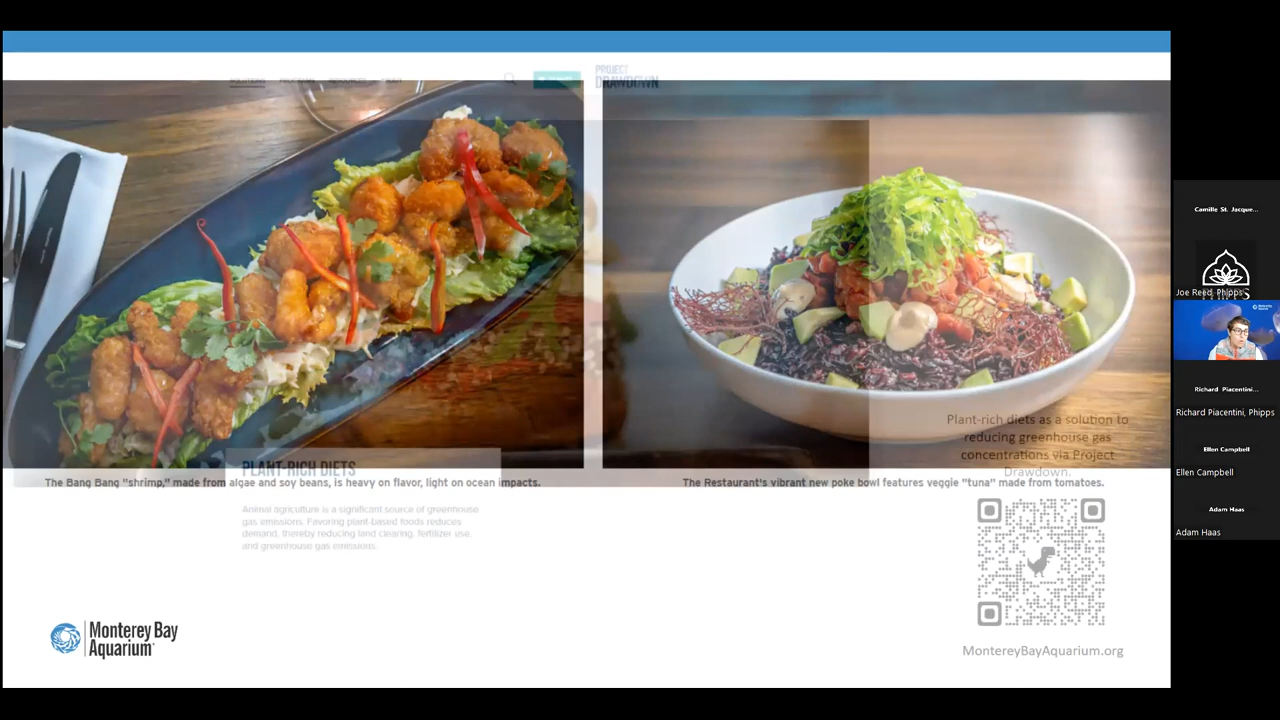 SOLUTIONS PROGRAMS RESOURCES
PROJECT
DRAWDOWN
PLANT-RICH DIETS
The Bang Bang "shrimp," made from algae and soy beans, is heavy on flavor, light on ocean impacts.
The Restaurant's vibrant new poke bowl features veggie "tuna" made from tomatoes.
Animal agriculture is a significant source of greenhouse
gas emissions. Favoring plant-based foods reduces
demand, thereby reducing land clearing, fertilizer use,
and greenhouse gas emissions.
Plant-rich diets as a solution to
reducing greenhouse gas
concentrations via Project
Drawdown.
MontereyBayAquarium.org
Monterey Bay
Aquarium
Camille St. Jacque...
Joe Reed, Phipps
Richard Piacentini...
Richard Piacentini, Phipps
Ellen Campbell
Ellen Campbell
Adam Haas
Adam Haas